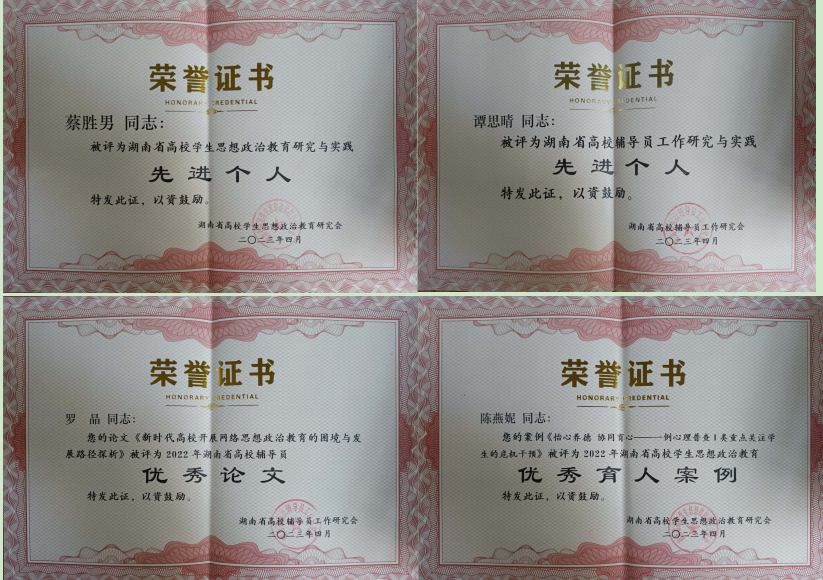 荣誉证书
HONORARY CREDENTIAL
蔡胜男 同志：
被评为湖南省高校学生思想政治教育研究与实践
先进个人
特发此证，以资鼓励。
湖南省高校学生思想政治教育研究会
二〇二三年四月
荣誉证书
HONORARY CREDENTIAL
谭思晴 同志：
被评为湖南省高校辅导员工作研究与实践
先进个人
特发此证，以资鼓励。
湖南省高校辅导员工作研究会
二〇二三年四月
荣誉证书
HONORARY CREDENTIAL
罗 晶 同志：
您的论文《新时代高校开展网络思想政治教育的困境与发
展路径探析》被评为2022年湖南省高校辅导员
优秀论文
特发此证，以资鼓励。
湖南省高校辅导员工作研究会
二〇二三年四月
荣誉证书
HONORARY CREDENTIAL
陈燕妮 同志：
您的案例《怡心养德 协同育心——一例心理普查I类重点关注学
生的危机干预》被评为2022年湖南省高校学生思想政治教育
优秀育人案例
特发此证，以资鼓励。
湖南省高校学生思想政治教育研究会
二〇二三年四月